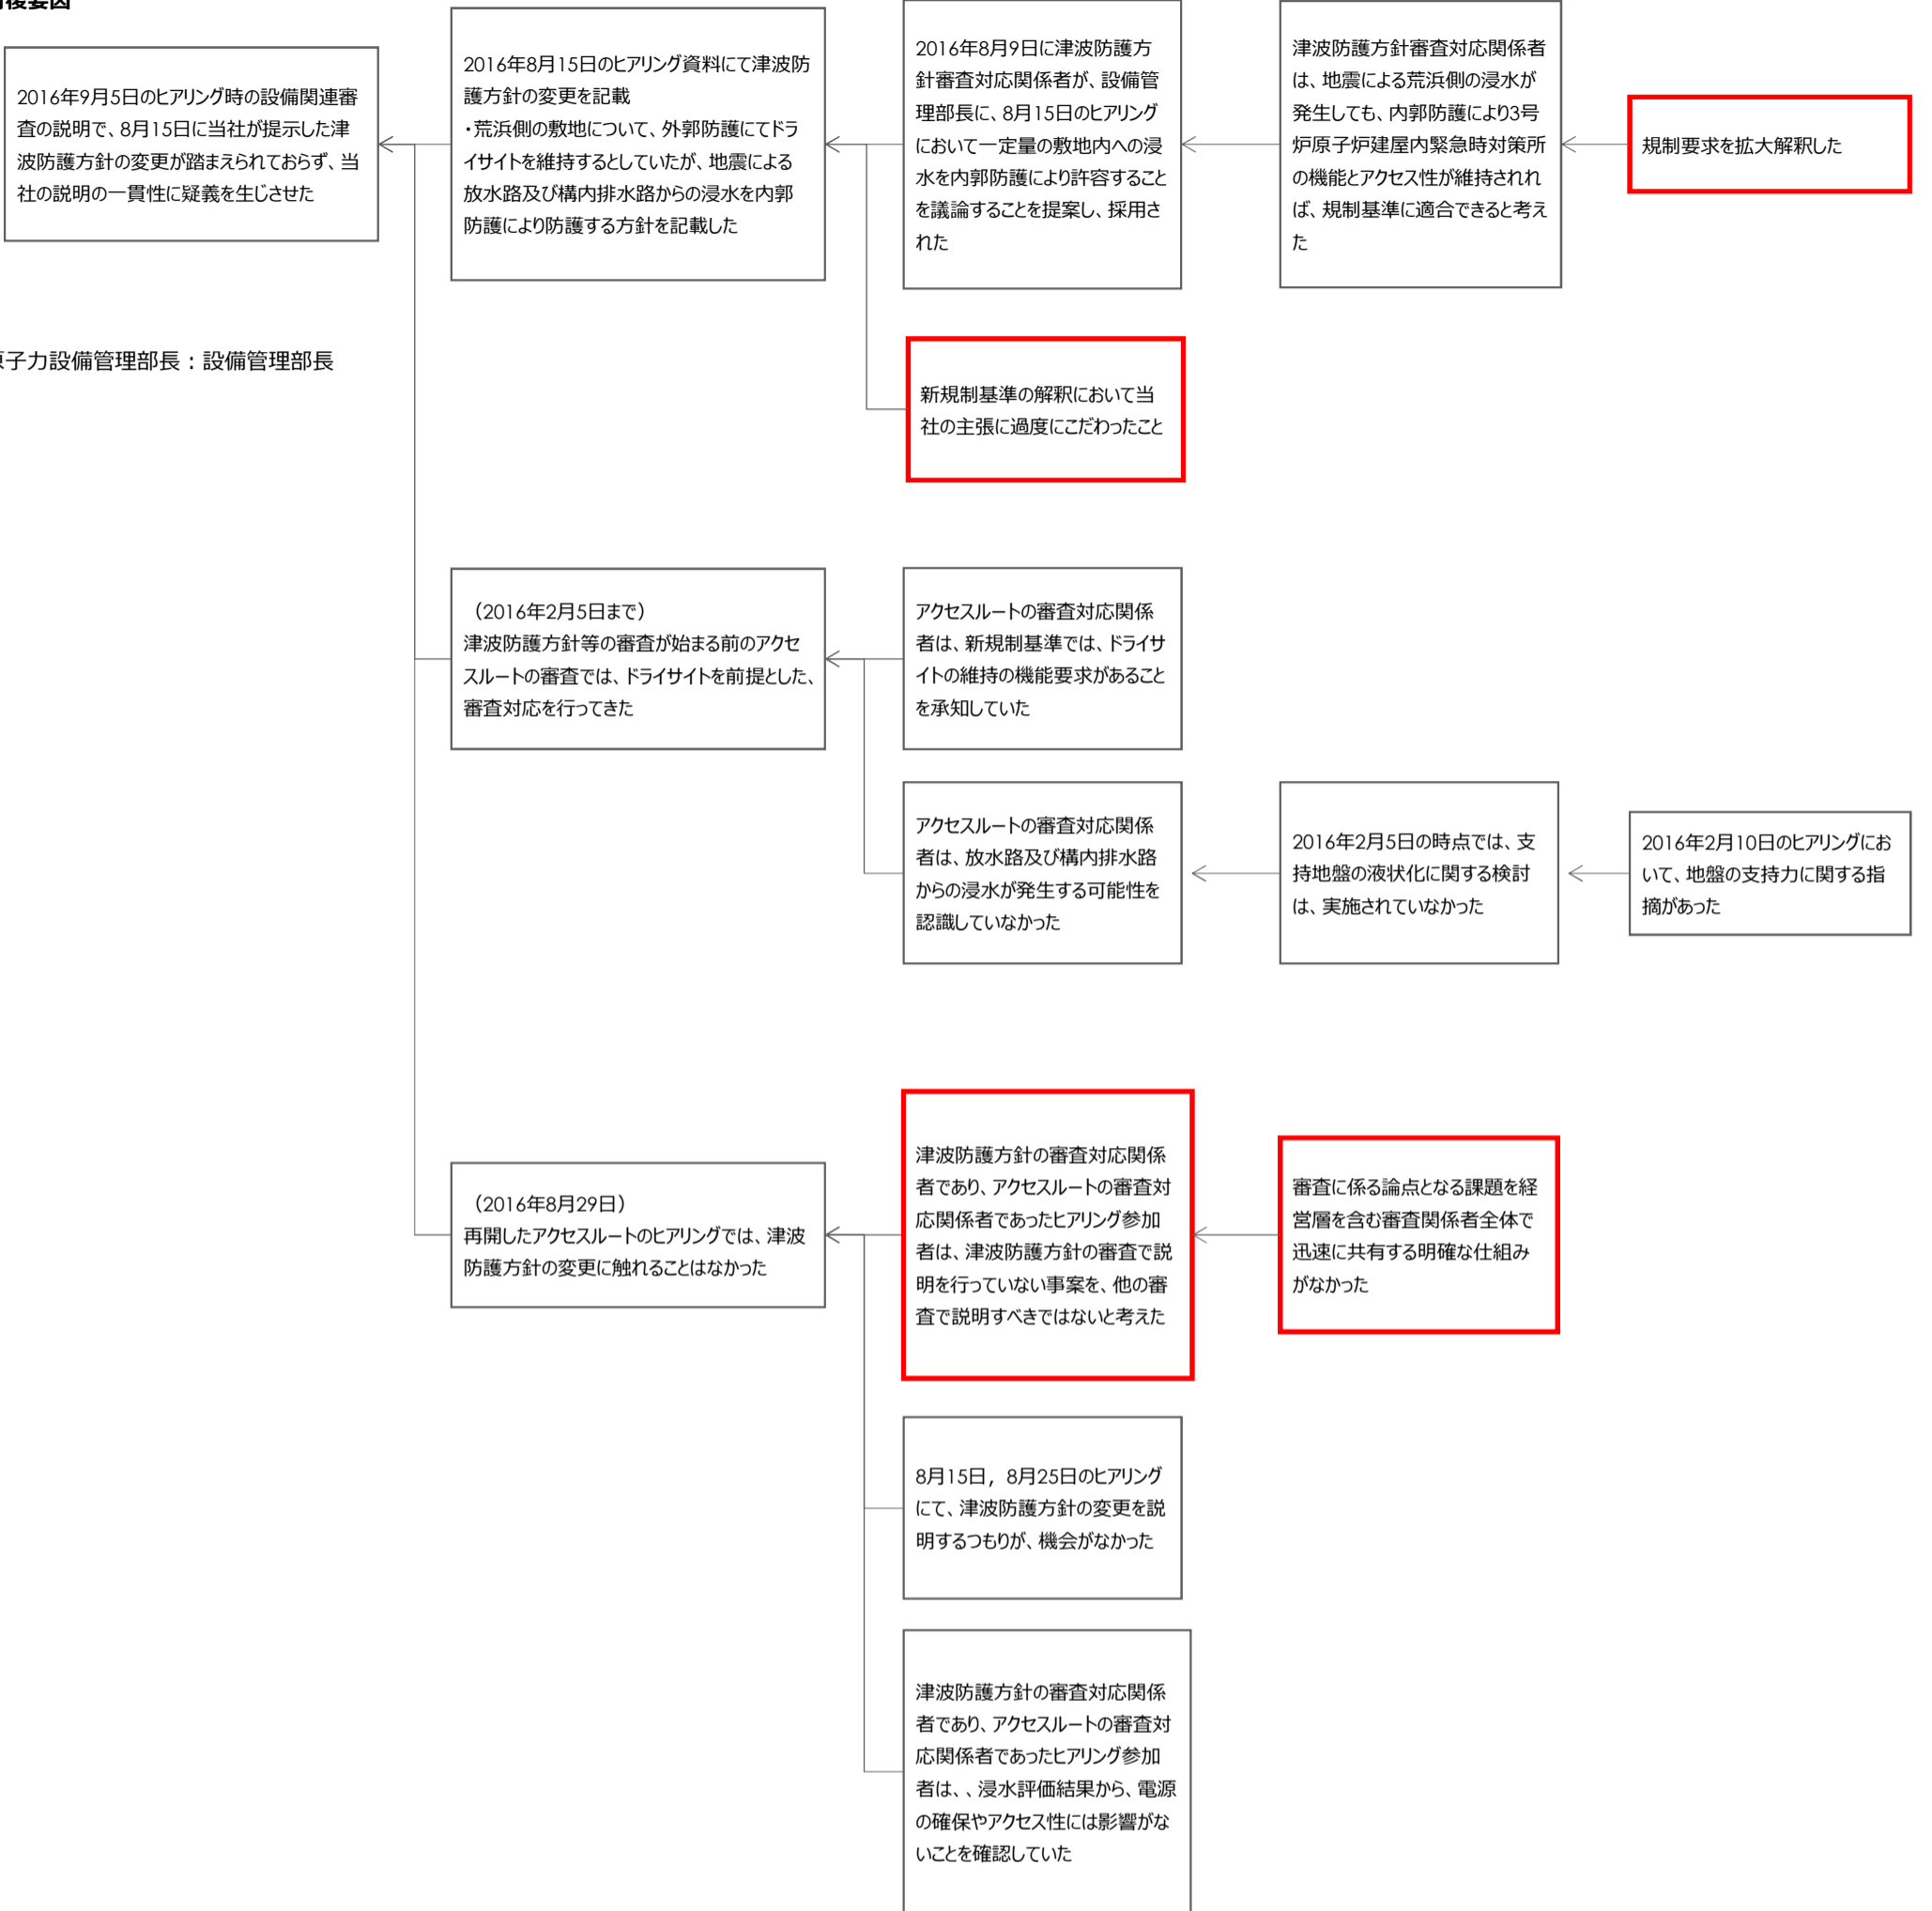 2016年9月5日のヒアリング時の設備関連審
査の説明で、8月15日に当社が提示した津
波防護方針の変更が踏まえられておらず、当
社の説明の一貫性に疑義を生じさせた
2016年8月15日のヒアリング資料にて津波防
護方針の変更を記載
・荒浜側の敷地について、外郭防護にてドラ
イサイトを維持するとしていたが、地震による
放水路及び構内排水路からの浸水を内郭
防護により防護する方針を記載した
2016年8月9日に津波防護方
針審査対応関係者が、設備管
理部長に、8月15日のヒアリング
において一定量の敷地内への浸
水を内郭防護により許容すること
を議論することを提案し、採用さ
れた
津波防護方針審査対応関係者
は、地震による荒浜側の浸水が
発生しても、内郭防護により3号
炉原子炉建屋内緊急時対策所
の機能とアクセス性が維持されれ
ば、規制基準に適合できると考え
た
規制要求を拡大解釈した
新規制基準の解釈において当
社の主張に過度にこだわったこと
原子力設備管理部長：設備管理部長
（2016年2月5日まで）
津波防護方針等の審査が始まる前のアクセ
スルートの審査では、ドライサイトを前提とした、
審査対応を行ってきた
アクセスルートの審査対応関係
者は、新規制基準では、ドライサ
イトの維持の機能要求があること
を承知していた
アクセスルートの審査対応関係
者は、放水路及び構内排水路
からの浸水が発生する可能性を
認識していなかった
2016年2月5日の時点では、支
持地盤の液状化に関する検討
は、実施されていなかった
2016年2月10日のヒアリングにお
いて、地盤の支持力に関する指
摘があった
（2016年8月29日）
再開したアクセスルートのヒアリングでは、津波
防護方針の変更に触れることはなかった
津波防護方針の審査対応関係
者であり、アクセスルートの審査対
応関係者であったヒアリング参加
者は、津波防護方針の審査で説
明を行っていない事案を、他の審
査で説明すべきではないと考えた
審査に係る論点となる課題を経
営層を含む審査関係者全体で
迅速に共有する明確な仕組み
がなかった
8月15日，8月25日のヒアリング
にて、津波防護方針の変更を説
明するつもりが、機会がなかった
津波防護方針の審査対応関係
者であり、アクセスルートの審査対
応関係者であったヒアリング参加
者は、、浸水評価結果から、電源
の確保やアクセス性には影響がな
いことを確認していた